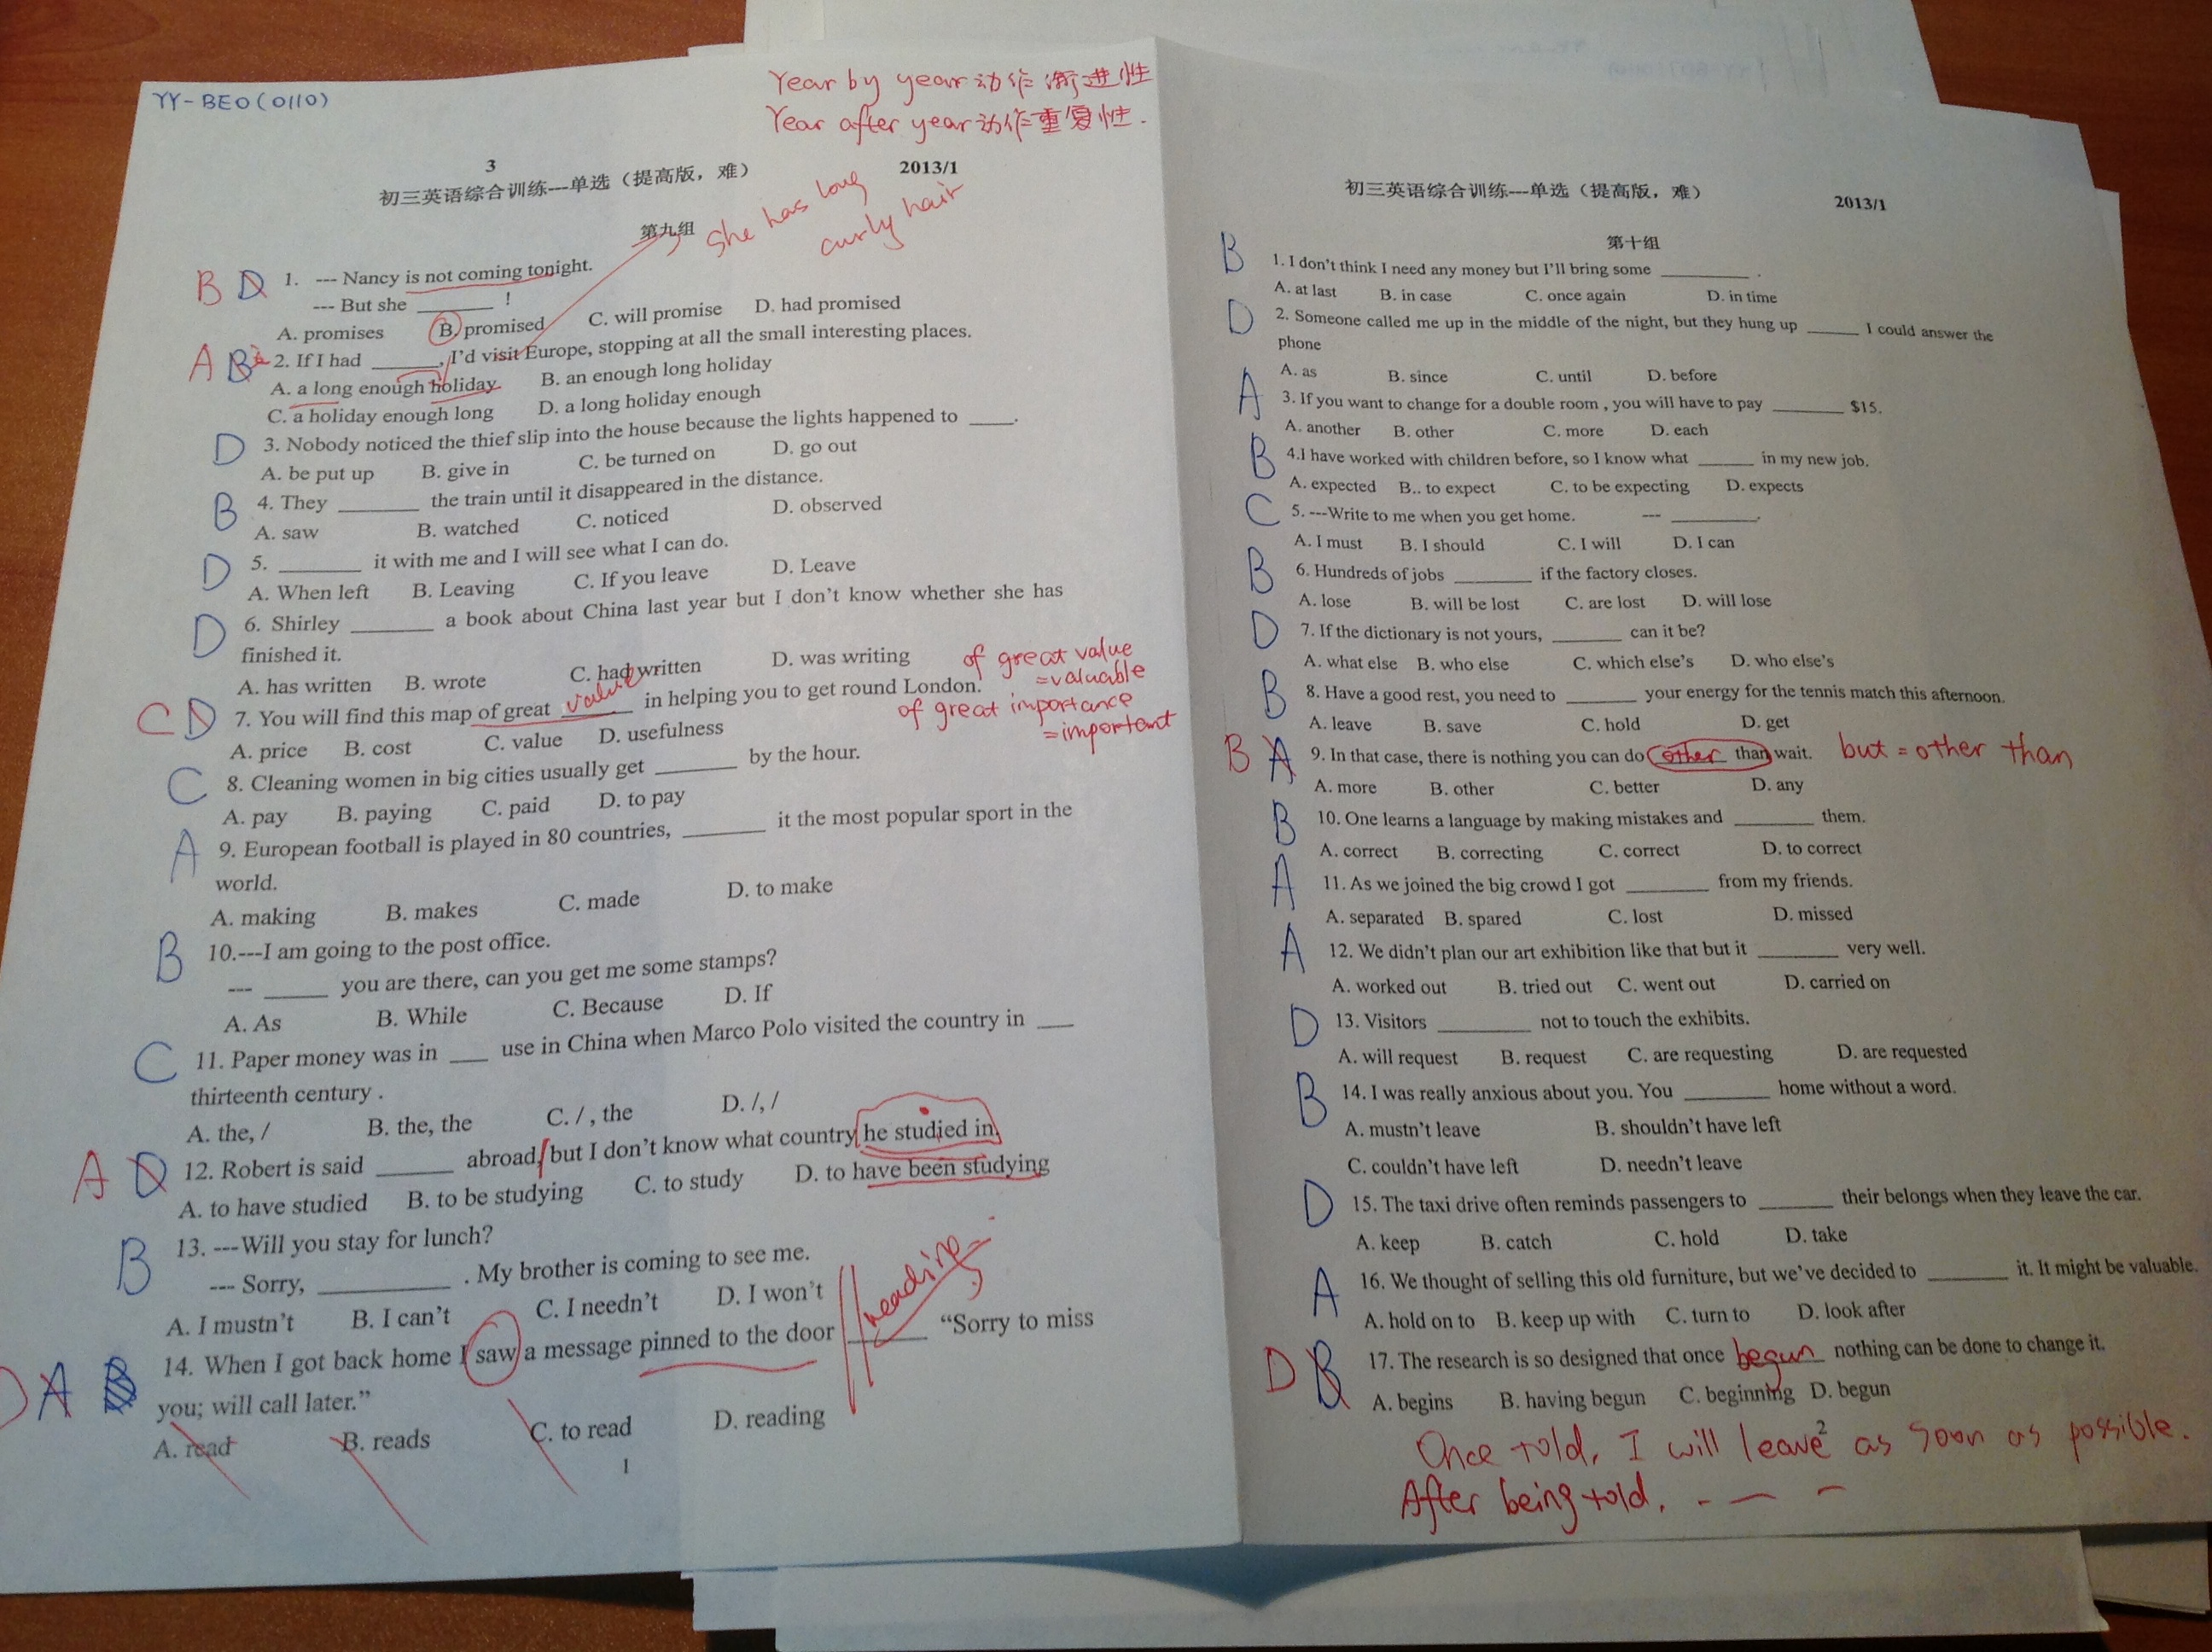 YY-BEO(0110)
Year by year动作渐进性
Year after year动作重复性.
3
2013/1
初三英语综合训练---单选（提高版，难）
第九组
She has long
curly hair
B D 1. --- Nancy is not coming tonight.
--- But she ________ !
A. promises B. promised C. will promise D. had promised
A B 2. If I had ________, I'd visit Europe, stopping at all the small interesting places.
A. a long enough holiday B. an enough long holiday
C. a holiday enough long D. a long holiday enough
D 3. Nobody noticed the thief slip into the house because the lights happened to ____.
A. be put up B. give in C. be turned on D. go out
B 4. They ________ the train until it disappeared in the distance.
A. saw B. watched C. noticed D. observed
D 5. ________ it with me and I will see what I can do.
A. When left B. Leaving C. If you leave D. Leave
D 6. Shirley ________ a book about China last year but I don't know whether she has
finished it.
A. has written B. wrote C. had written D. was writing
of great value
=valuable
of great importance
=important
C D 7. You will find this map of great value in helping you to get round London.
A. price B. cost C. value D. usefulness
C 8. Cleaning women in big cities usually get ________ by the hour.
A. pay B. paying C. paid D. to pay
A 9. European football is played in 80 countries, ________ it the most popular sport in the
world.
A. making B. makes C. made D. to make
B 10.---I am going to the post office.
--- ______ you are there, can you get me some stamps?
A. As B. While C. Because D. If
C 11. Paper money was in ____ use in China when Marco Polo visited the country in ____
thirteenth century .
A. the, / B. the, the C. / , the D. /, /
A D 12. Robert is said ________ abroad, but I don't know what country he studied in.
A. to have studied B. to be studying C. to study D. to have been studying
B 13. ---Will you stay for lunch?
--- Sorry, ____________ . My brother is coming to see me.
A. I mustn't B. I can't C. I needn't D. I won't
D A B 14. When I got back home I saw a message pinned to the door reading "Sorry to miss
you; will call later."
A. read B. reads C. to read D. reading
1
初三英语综合训练---单选（提高版，难）
2013/1
第十组
B 1. I don't think I need any money but I'll bring some ________ .
A. at last B. in case C. once again D. in time
D 2. Someone called me up in the middle of the night, but they hung up ______ I could answer the
phone
A. as B. since C. until D. before
A 3. If you want to change for a double room , you will have to pay ________ $15.
A. another B. other C. more D. each
B 4.I have worked with children before, so I know what ______ in my new job.
A. expected B.. to expect C. to be expecting D. expects
C 5. ---Write to me when you get home. --- __________.
A. I must B. I should C. I will D. I can
B 6. Hundreds of jobs ________ if the factory closes.
A. lose B. will be lost C. are lost D. will lose
D 7. If the dictionary is not yours, ________ can it be?
A. what else B. who else C. which else's D. who else's
B 8. Have a good rest, you need to ________ your energy for the tennis match this afternoon.
A. leave B. save C. hold D. get
B A 9. In that case, there is nothing you can do other than wait. but = other than
A. more B. other C. better D. any
B 10. One learns a language by making mistakes and ________ them.
A. correct B. correcting C. correct D. to correct
A 11. As we joined the big crowd I got ________ from my friends.
A. separated B. spared C. lost D. missed
A 12. We didn't plan our art exhibition like that but it ________ very well.
A. worked out B. tried out C. went out D. carried on
D 13. Visitors __________ not to touch the exhibits.
A. will request B. request C. are requesting D. are requested
B 14. I was really anxious about you. You ________ home without a word.
A. mustn't leave B. shouldn't have left
C. couldn't have left D. needn't leave
D 15. The taxi drive often reminds passengers to ________ their belongs when they leave the car.
A. keep B. catch C. hold D. take
A 16. We thought of selling this old furniture, but we've decided to ________ it. It might be valuable.
A. hold on to B. keep up with C. turn to D. look after
D B 17. The research is so designed that once begun nothing can be done to change it.
A. begins B. having begun C. beginning D. begun
2
Once told, I will leave as soon as possible.
After being told, - — -